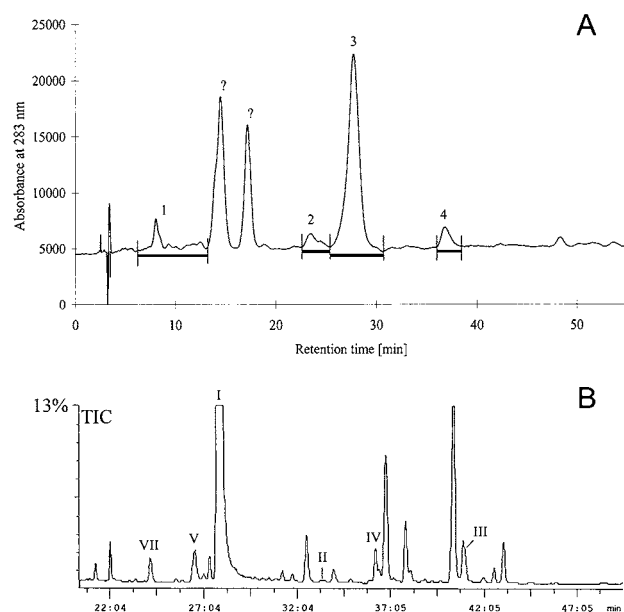 A
25000
20000
15000
10000
5000
0
Absorbance at 283 nm
1
?
?
2
3
4
0 10 20 30 40 50
Retention time [min]
B
13%
TIC
VII
V
I
II
IV
III
22:04 27:04 32:04 37:05 42:05 47:05 min